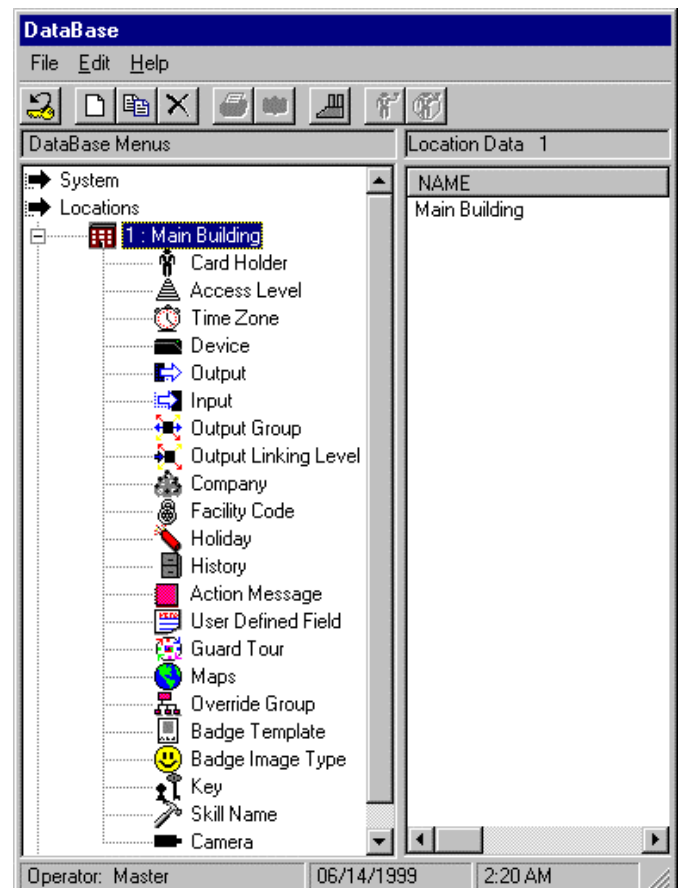 DataBase
File Edit Help
DataBase Menus
Location Data 1
System
Locations
1 : Main Building
Card Holder
Access Level
Time Zone
Device
Output
Input
Output Group
Output Linking Level
Company
Facility Code
Holiday
History
Action Message
User Defined Field
Guard Tour
Maps
Override Group
Badge Template
Badge Image Type
Key
Skill Name
Camera
NAME
Main Building
Operator: Master
06/14/1999
2:20 AM